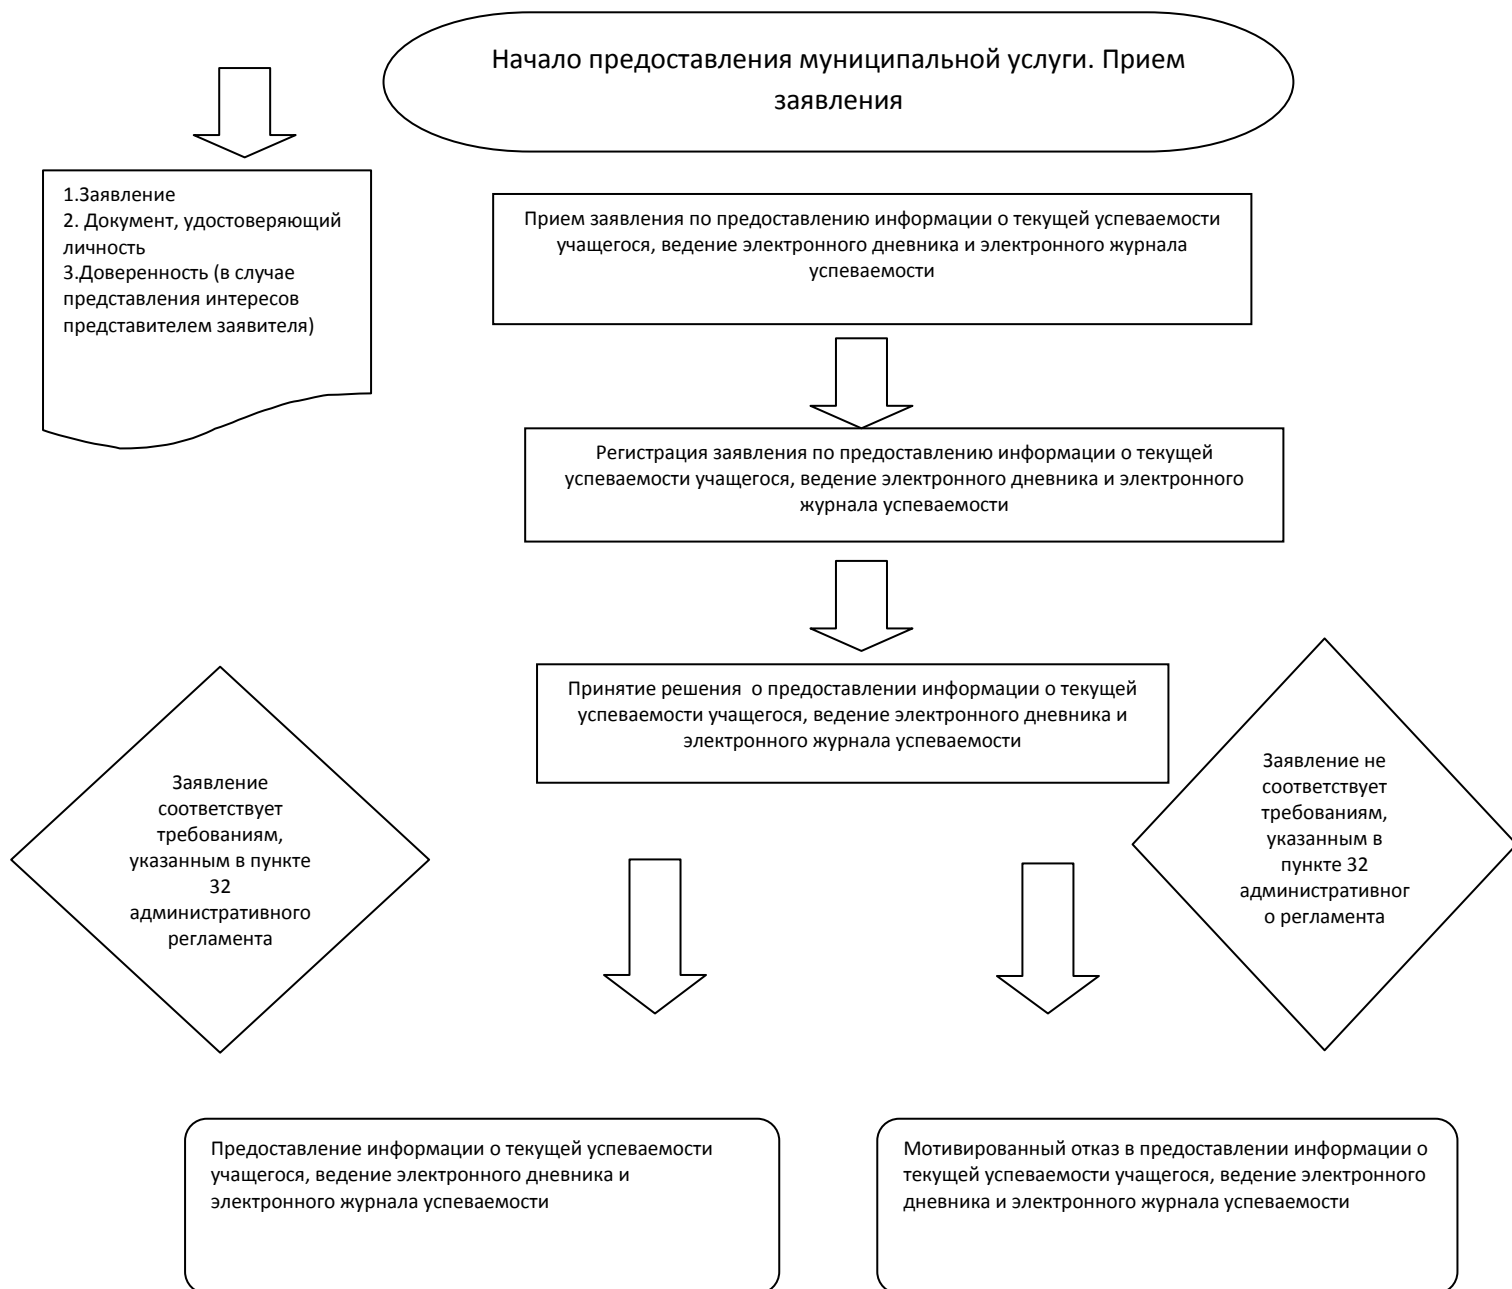 Начало предоставления муниципальной услуги. Прием
заявления
1.Заявление
2. Документ, удостоверяющий
личность
3.Доверенность (в случае
представления интересов
представителем заявителя)
Прием заявления по предоставлению информации о текущей успеваемости
учащегося, ведение электронного дневника и электронного журнала
успеваемости
Регистрация заявления по предоставлению информации о текущей
успеваемости учащегося, ведение электронного дневника и электронного
журнала успеваемости
Принятие решения  о предоставлении информации о текущей
успеваемости учащегося, ведение электронного дневника и
электронного журнала успеваемости
Заявление
соответствует
требованиям,
указанным в пункте
32
административного
регламента
Заявление не
соответствует
требованиям,
указанным в
пункте 32
административног
о регламента
Предоставление информации о текущей успеваемости
учащегося, ведение электронного дневника и
электронного журнала успеваемости
Мотивированный отказ в предоставлении информации о
текущей успеваемости учащегося, ведение электронного
дневника и электронного журнала успеваемости